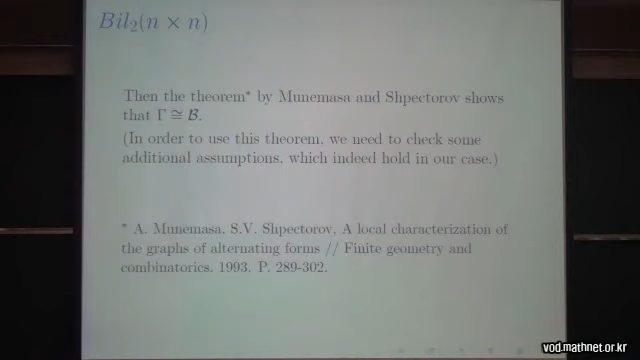 Bil₂(n × n)
Then the theorem* by Munemasa and Shpectorov shows
that Γ ≅ B.
(In order to use this theorem, we need to check some
additional assumptions, which indeed hold in our case.)
* A. Munemasa, S.V. Shpectorov, A local characterization of
the graphs of alternating forms // Finite geometry and
combinatorics. 1993. P. 289-302.
vod.mathnet.or.kr